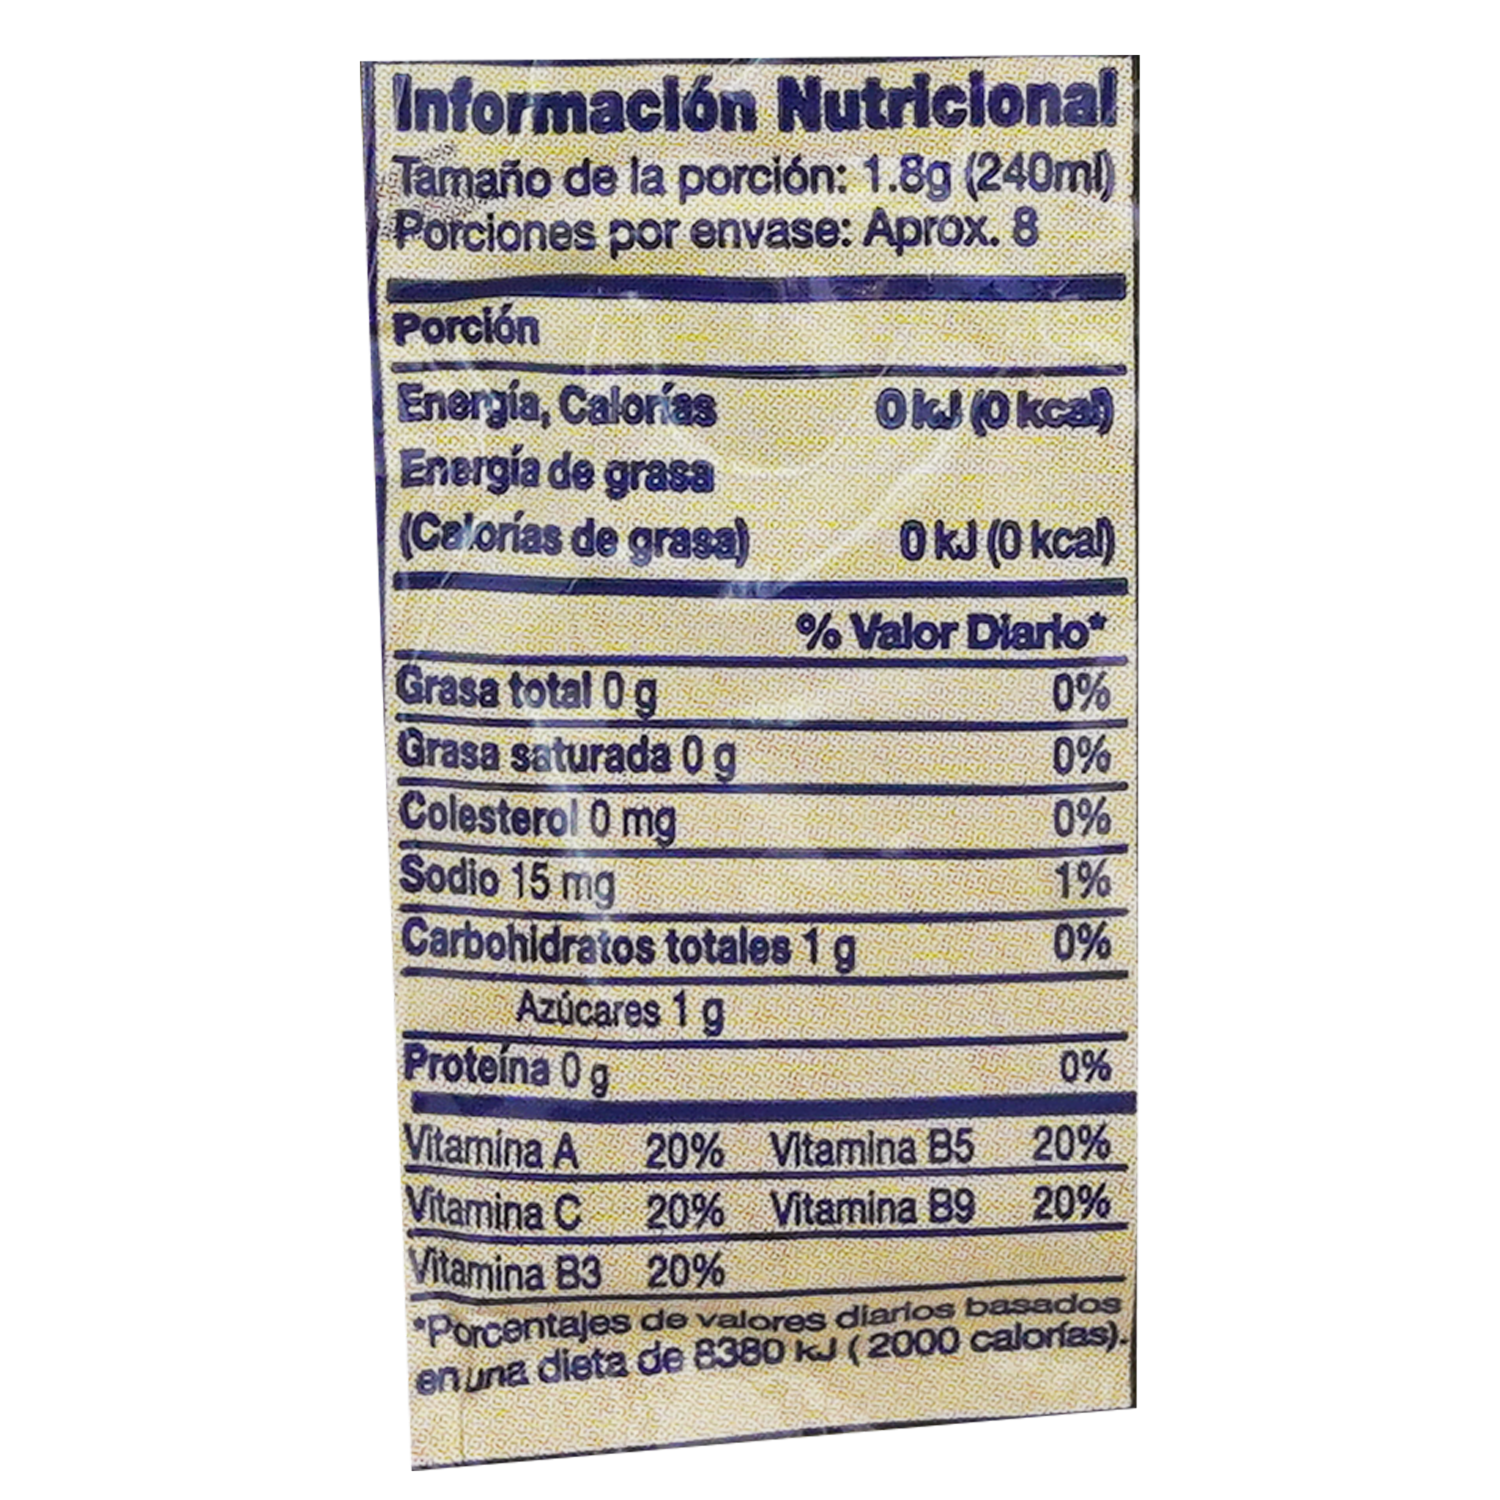 Información Nutricional
Tamaño de la porción: 1.8g (240ml)
Porciones por envase: Aprox. 8
Porción
Energía, Calorías 0 kJ (0 kcal)
Energía de grasa
(Calorías de grasa) 0 kJ (0 kcal)
% Valor Diario*
Grasa total 0 g 0%
Grasa saturada 0 g 0%
Colesterol 0 mg 0%
Sodio 15 mg 1%
Carbohidratos totales 1 g 0%
Azúcares 1 g
Proteína 0 g 0%
Vitamina A 20% Vitamina B5 20%
Vitamina C 20% Vitamina B9 20%
Vitamina B3 20%
*Porcentajes de valores diarios basados
en una dieta de 8380 kJ ( 2000 calorías).